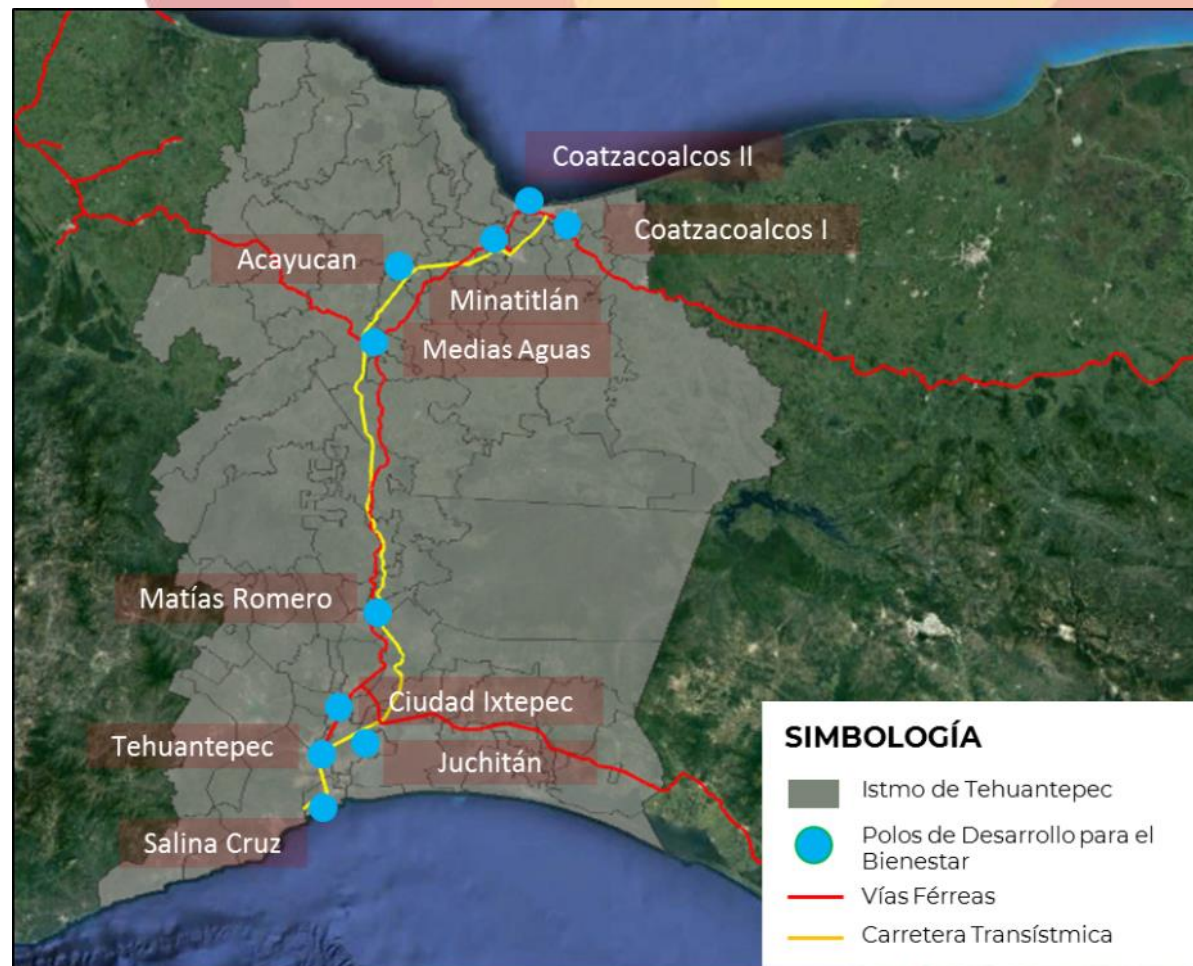 Coatzacoalcos II
Coatzacoalcos I
Acayucan
Minatitlán
Medias Aguas
Matías Romero
Ciudad Ixtepec
Tehuantepec
Juchitán
Salina Cruz
SIMBOLOGÍA
Istmo de Tehuantepec
Polos de Desarrollo para el
Bienestar
Vías Férreas
Carretera Transístmica